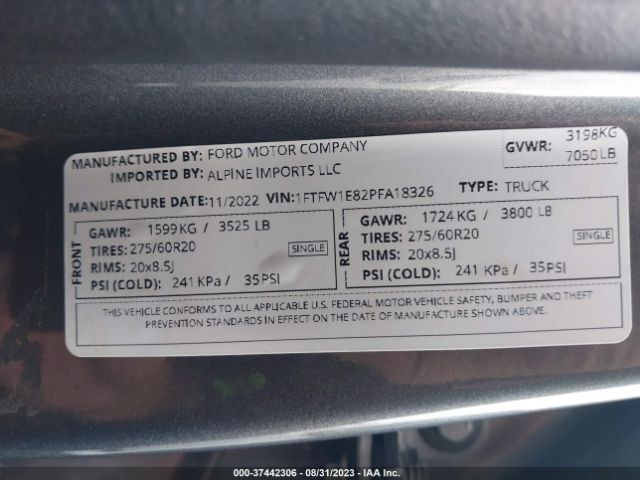 MANUFACTURED BY: FORD MOTOR COMPANY
IMPORTED BY: ALPINE IMPORTS LLC
GVWR: 3198KG
7050LB
MANUFACTURE DATE:11/2022 VIN:1FTFW1E82PFA18326 TYPE: TRUCK
FRONT
GAWR: 1599KG / 3525 LB
TIRES: 275/60R20
SINGLE
RIMS: 20x8.5J
PSI (COLD): 241KPa / 35PSI
REAR
GAWR: 1724KG / 3800 LB
TIRES: 275/60R20
SINGLE
RIMS: 20x8.5J
PSI (COLD): 241 KPa / 35PSI
THIS VEHICLE CONFORMS TO ALL APPLICABLE U.S. FEDERAL MOTOR VEHICLE SAFETY, BUMPER AND THEFT
PREVENTION STANDARDS IN EFFECT ON THE DATE OF MANUFACTURE SHOWN ABOVE.
000-37442306 - 08/31/2023 - IAA Inc.